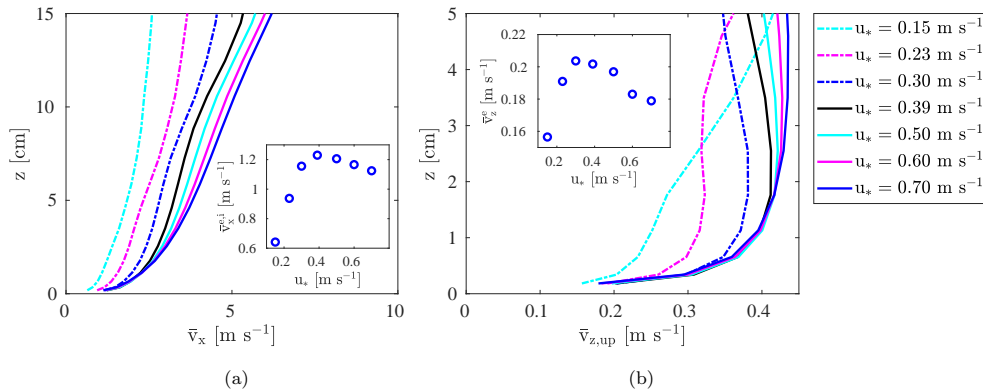 15
10
5
0
z [cm]
0
5
10
v̄ₓ [m s⁻¹]
1.2
1
0.8
0.6
v̄ₓᵉ,ⁱ [m s⁻¹]
0.2
0.4
0.6
u* [m s⁻¹]
(a)
5
4
3
2
1
0
z [cm]
0
0.1
0.2
0.3
0.4
v̄z,up [m s⁻¹]
0.22
0.2
0.18
0.16
v̄zᵉ [m s⁻¹]
0.2
0.4
0.6
u* [m s⁻¹]
(b)
u* = 0.15 m s⁻¹
u* = 0.23 m s⁻¹
u* = 0.30 m s⁻¹
u* = 0.39 m s⁻¹
u* = 0.50 m s⁻¹
u* = 0.60 m s⁻¹
u* = 0.70 m s⁻¹